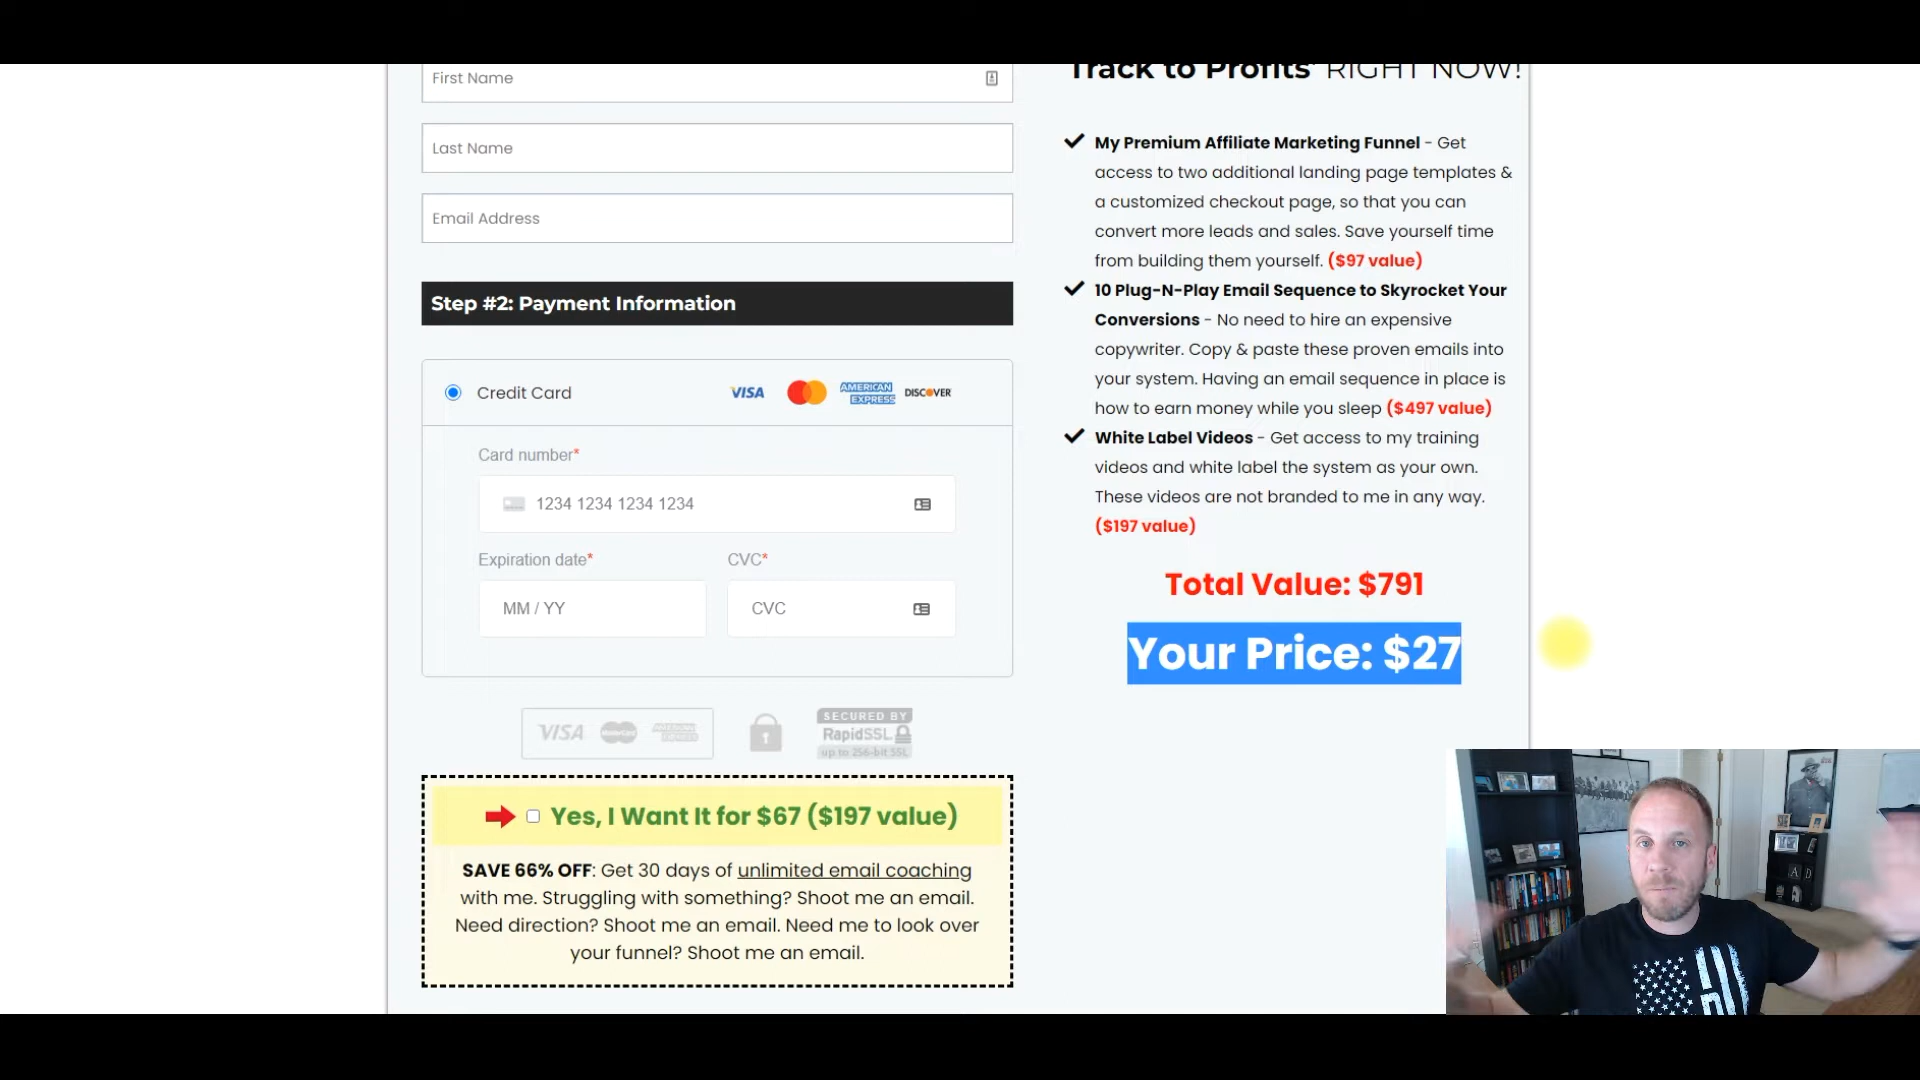 Track to Profits' RIGHT NOW!
First Name
Last Name
Email Address
Step #2: Payment Information
Credit Card
VISA
AMERICAN
EXPRESS
DISCOVER
Card number*
1234 1234 1234 1234
Expiration date*
CVC*
MM / YY
CVC
VISA
MasterCard
AMERICAN
EXPRESS
SECURED BY
RapidSSL
up to 256-bit SSL
Yes, I Want It for $67 ($197 value)
SAVE 66% OFF: Get 30 days of unlimited email coaching
with me. Struggling with something? Shoot me an email.
Need direction? Shoot me an email. Need me to look over
your funnel? Shoot me an email.
My Premium Affiliate Marketing Funnel - Get
access to two additional landing page templates &
a customized checkout page, so that you can
convert more leads and sales. Save yourself time
from building them yourself. ($97 value)
10 Plug-N-Play Email Sequence to Skyrocket Your
Conversions - No need to hire an expensive
copywriter. Copy & paste these proven emails into
your system. Having an email sequence in place is
how to earn money while you sleep ($497 value)
White Label Videos - Get access to my training
videos and white label the system as your own.
These videos are not branded to me in any way.
($197 value)
Total Value: $791
Your Price: $27